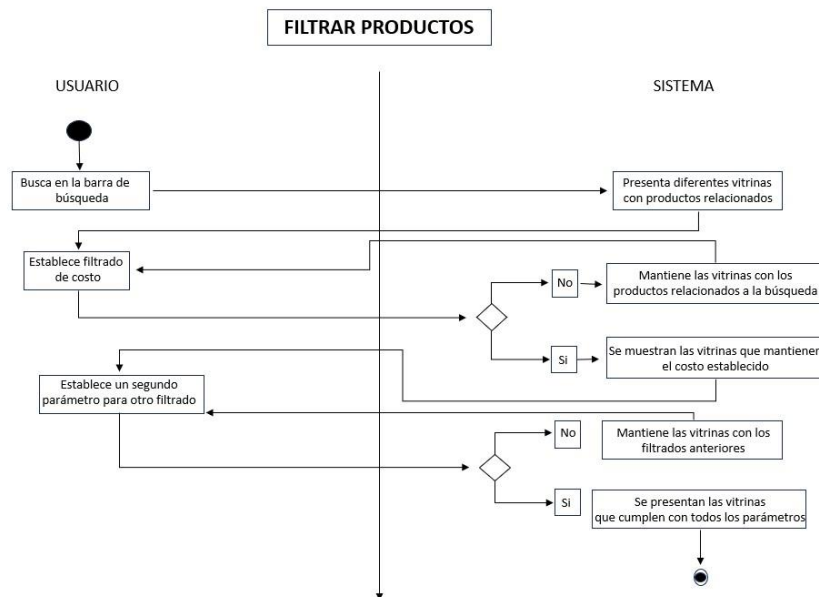 FILTRAR PRODUCTOS
USUARIO
SISTEMA
Busca en la barra de
búsqueda
Presenta diferentes vitrinas
con productos relacionados
Establece filtrado
de costo
No
Mantiene las vitrinas con los
productos relacionados a la búsqueda
Si
Se muestran las vitrinas que mantienen
el costo establecido
Establece un segundo
parámetro para otro filtrado
No
Mantiene las vitrinas con los
filtrados anteriores
Si
Se presentan las vitrinas
que cumplen con todos los parámetros